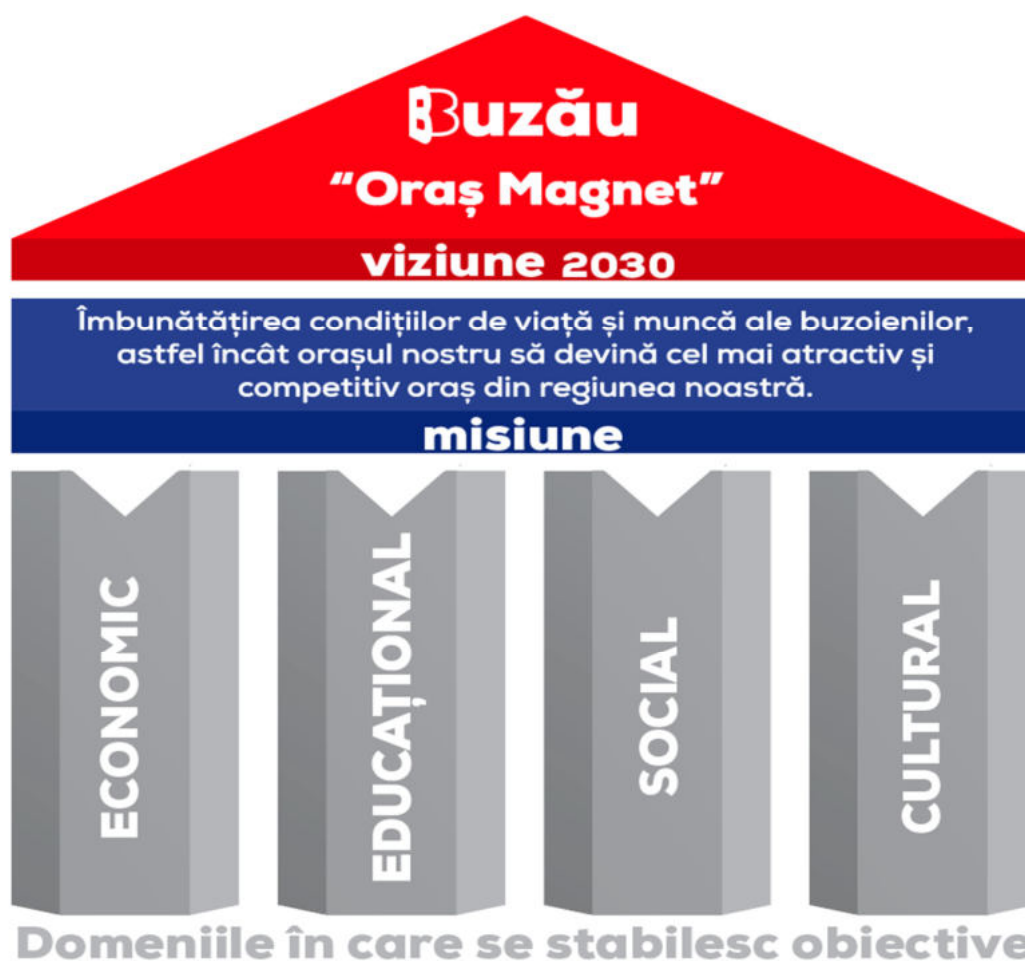 Buzău
“Oraș Magnet”
viziune 2030
Îmbunătățirea condițiilor de viață și muncă ale buzoienilor,
astfel încât orașul nostru să devină cel mai atractiv și
competitiv oraș din regiunea noastră.
misiune
ECONOMIC
EDUCAȚIONAL
SOCIAL
CULTURAL
Domeniile în care se stabilesc obiective